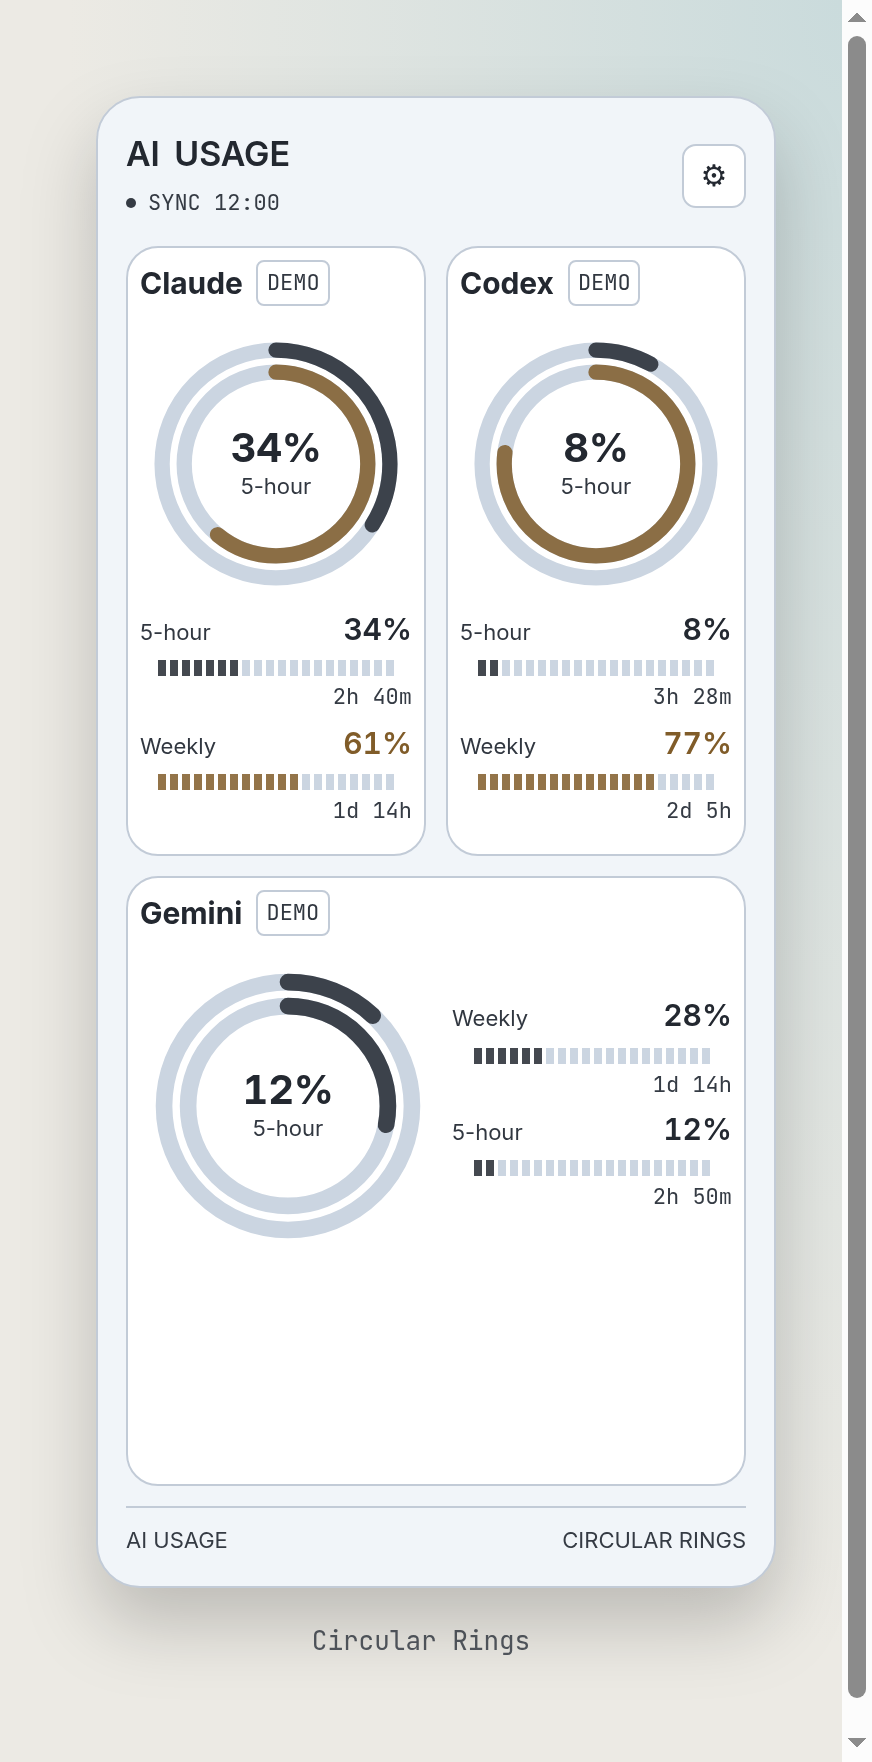 AI USAGE
SYNC 12:00
⚙
Claude DEMO
34%
5-hour
5-hour 34%
2h 40m
Weekly 61%
1d 14h
Codex DEMO
8%
5-hour
5-hour 8%
3h 28m
Weekly 77%
2d 5h
Gemini DEMO
12%
5-hour
Weekly 28%
1d 14h
5-hour 12%
2h 50m
AI USAGE CIRCULAR RINGS
Circular Rings